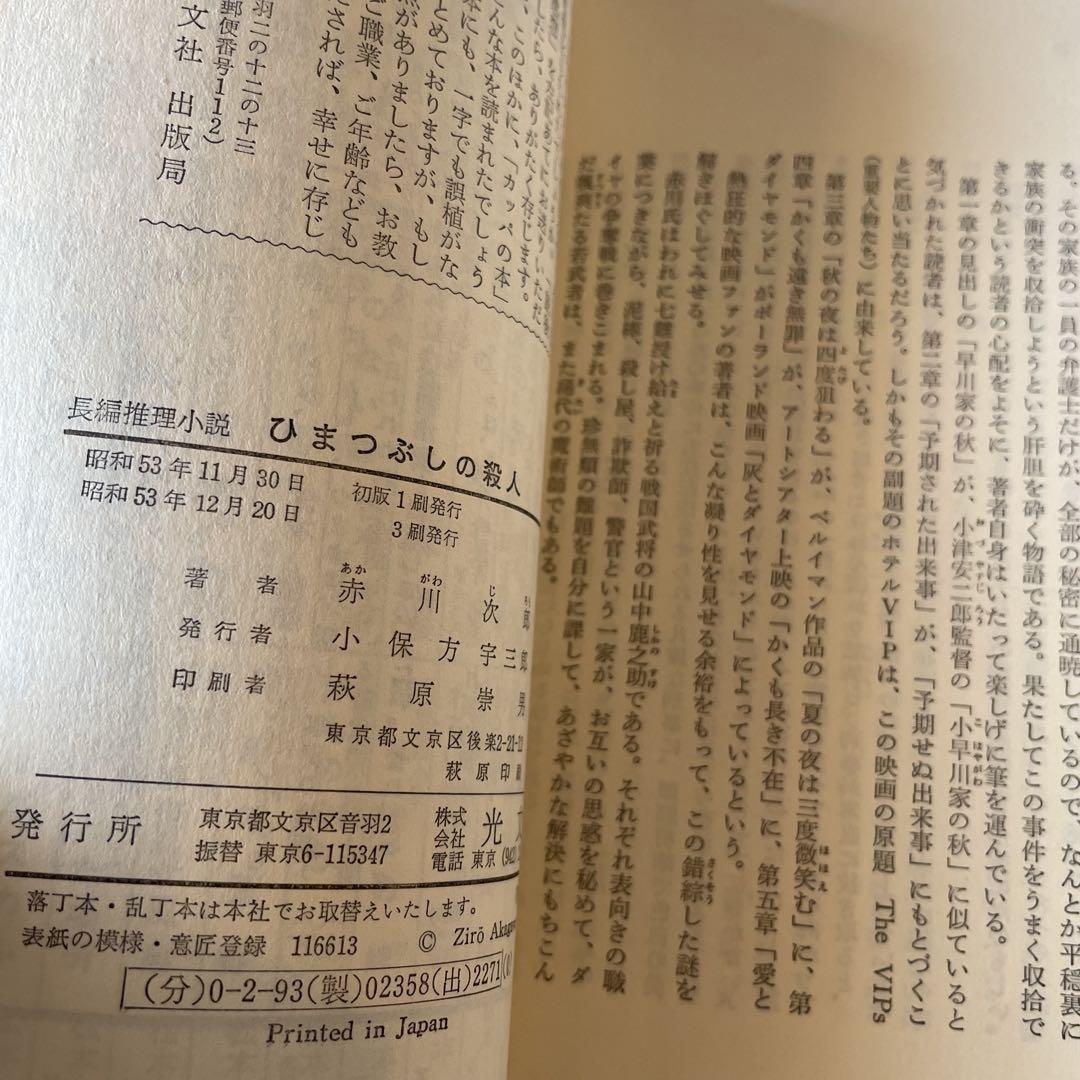 る。その家族の一員の弁護士だけが、全部の秘密に通暁しているので、なんとか平穏裏に
家族の衝突を収拾しようという肝胆を砕く物語である。果たしてこの事件をうまく収拾で
きるかという読者の心配をよそに、著者自身はいたって楽しげに筆を運んでいる。
第一章の見出しの「早川家の秋」が、小津安二郎監督の「小早川家の秋」に似ていると
気づかれた読者は、第二章の「予期された出来事」が、「予期せぬ出来事」にもとづくこ
とに思い当たるだろう。しかもその副題のホテルVIPは、この映画の原題 The VIPs
(重要人物たち)に由来している。
第三章の「秋の夜は四度狙わる」が、ベルイマン作品の「夏の夜は三度微笑む」に、第
四章「かくも遠き無罪」が、アートシアター上映の「かくも長き不在」に、第五章「愛と
ダイヤモンド」がポーランド映画「灰とダイヤモンド」によっているという。
熱狂的な映画ファンの著者は、こんな凝り性を見せる余裕をもって、この錯綜した謎を
解きほぐしてみせる。
赤川氏はわれに七難授け給えと祈る戦国武将の山中鹿之助である。それぞれ表向きの職
業につきながら、泥棒、殺し屋、詐欺師、警官という一家が、お互いの思惑を秘めて、ダ
イヤの争奪戦に巻きこまれる。珍無類の難題を自分に課して、あざやかな解決にもちこん
だ颯爽たる若武者は、また稀代の魔術師でもある。
したら、ありがたく存じます。
、このほかに、「カッパの本」
どんな本を読まれたでしょう
本にも、一字でも誤植がな
とめておりますが、もし
点がありましたら、お教
ご職業、ご年齢なども
さされば、幸せに存じ
羽二の十二の十三
郵便番号112)
文社 出版局
長編推理小説 ひまつぶしの殺人
昭和53年11月30日 初版1刷発行
昭和53年12月20日 3刷発行
著者 赤川次郎
発行者 小保方宇三郎
印刷者 萩原崇男
東京都文京区後楽2-21-
萩原印
発行所 東京都文京区音羽2
振替 東京6-115347
株式会社 光
電話 東京(942)
落丁本・乱丁本は本社でお取替えいたします。
表紙の模様・意匠登録 116613
© Zirō Akag
(分)0-2-93(製)02358(出)2271
Printed in Japan